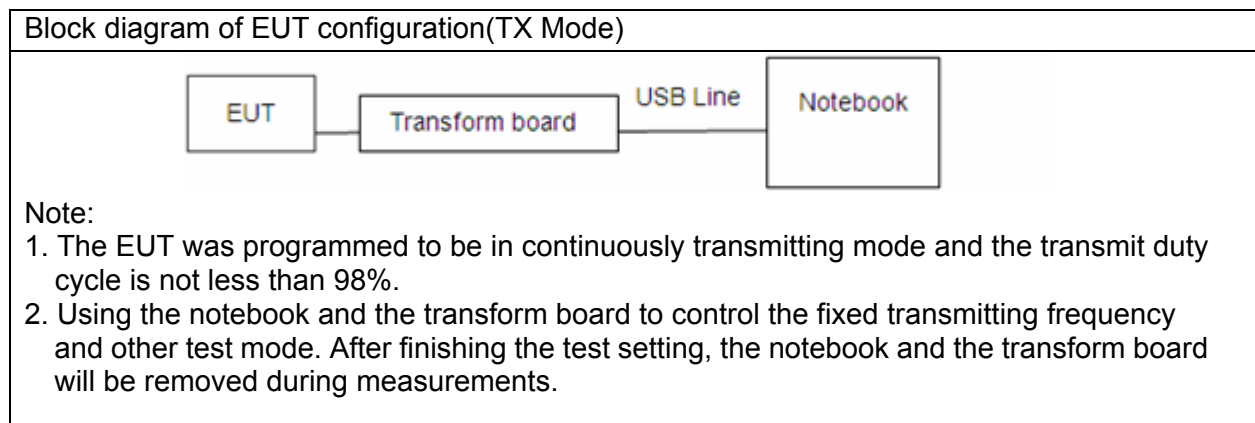 Block diagram of EUT configuration(TX Mode)
EUT
Transform board
USB Line
Notebook
Note:
1. The EUT was programmed to be in continuously transmitting mode and the transmit duty
cycle is not less than 98%.
2. Using the notebook and the transform board to control the fixed transmitting frequency
and other test mode. After finishing the test setting, the notebook and the transform board
will be removed during measurements.